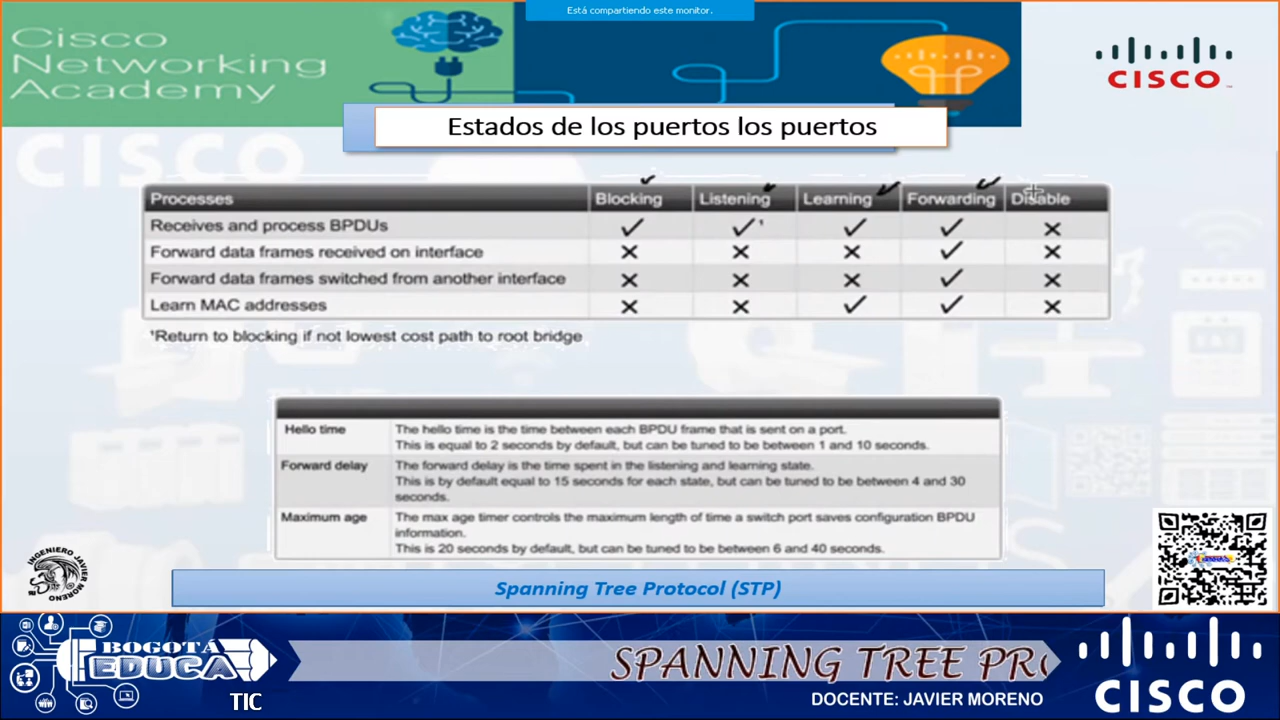 Está compartiendo este monitor.
Cisco
Networking
Academy
CISCO
CISCO
Estados de los puertos los puertos
Processes Blocking Listening Learning Forwarding Disable
Receives and process BPDUs ✓ ✓¹ ✓ ✓ ✕
Forward data frames received on interface ✕ ✕ ✕ ✓ ✕
Forward data frames switched from another interface ✕ ✕ ✕ ✓ ✕
Learn MAC addresses ✕ ✕ ✓ ✓ ✕
¹Return to blocking if not lowest cost path to root bridge
Hello time The hello time is the time between each BPDU frame that is sent on a port.
This is equal to 2 seconds by default, but can be tuned to be between 1 and 10 seconds.
Forward delay The forward delay is the time spent in the listening and learning state.
This is by default equal to 15 seconds for each state, but can be tuned to be between 4 and 30
seconds.
Maximum age The max age timer controls the maximum length of time a switch port saves configuration BPDU
information.
This is 20 seconds by default, but can be tuned to be between 6 and 40 seconds.
INGENIERO JAVIER MORENO
Spanning Tree Protocol (STP)
BOGOTÁ
EDUCA
TIC
SPANNING TREE PRO
DOCENTE: JAVIER MORENO
CISCO